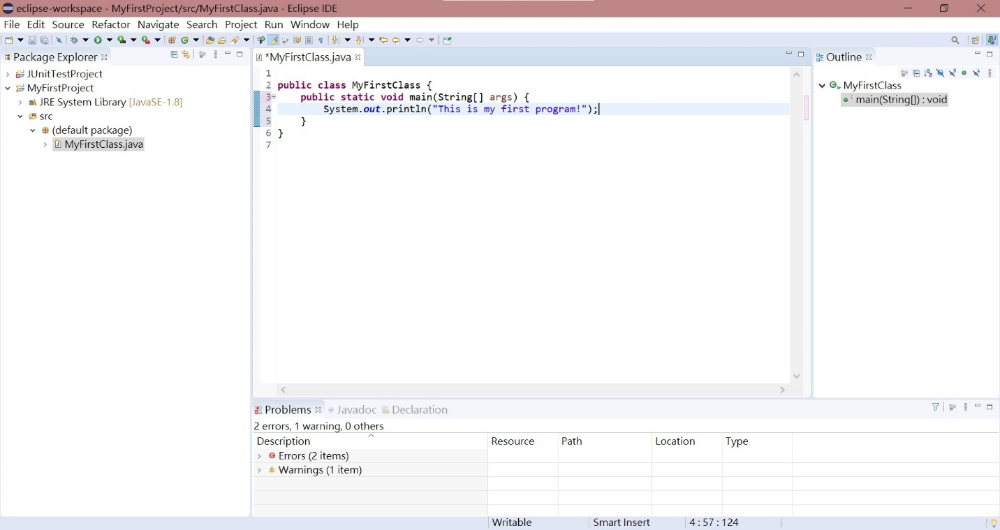 eclipse-workspace - MyFirstProject/src/MyFirstClass.java - Eclipse IDE
File Edit Source Refactor Navigate Search Project Run Window Help
Package Explorer
JUnitTestProject
MyFirstProject
JRE System Library [JavaSE-1.8]
src
(default package)
MyFirstClass.java
*MyFirstClass.java
1
2 public class MyFirstClass {
3 public static void main(String[] args) {
4 System.out.println("This is my first program!");
5 }
6 }
7
Outline
MyFirstClass
main(String[]) : void
Problems Javadoc Declaration
2 errors, 1 warning, 0 others
Description Resource Path Location Type
Errors (2 items)
Warnings (1 item)
Writable Smart Insert 4 : 57 : 124